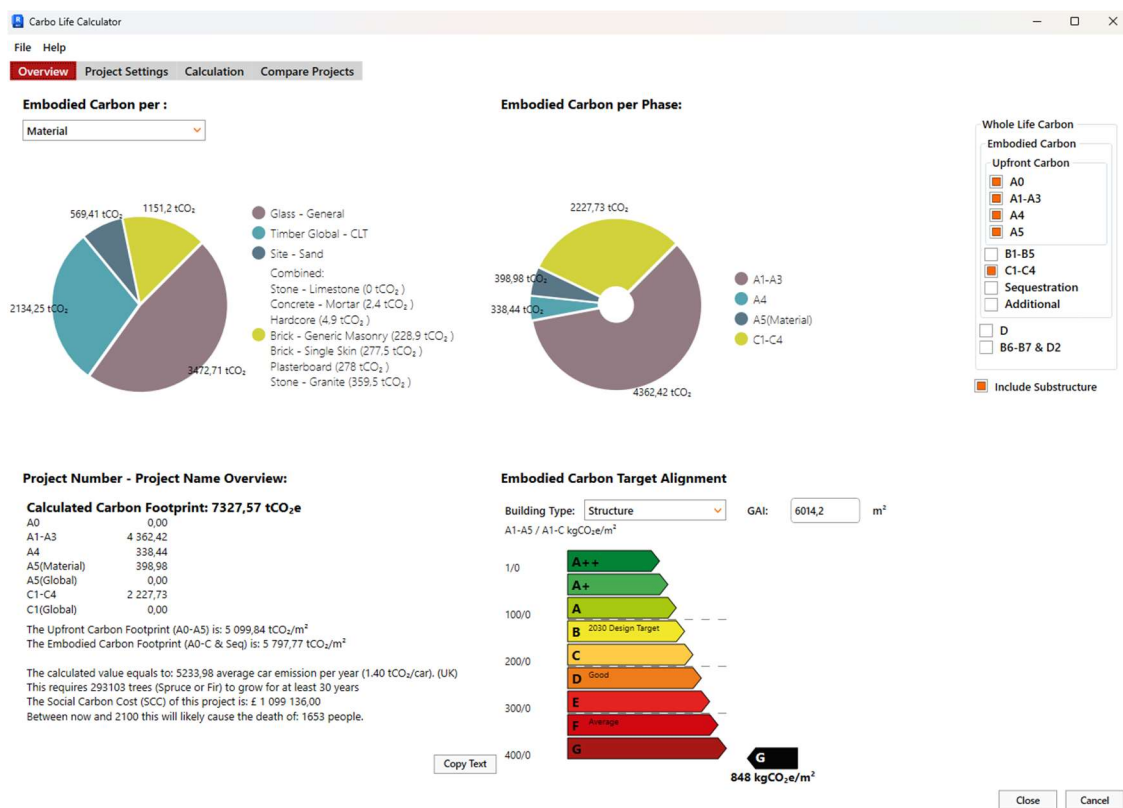 Carbo Life Calculator
File Help
Overview Project Settings Calculation Compare Projects
Embodied Carbon per :
Material
569,41 tCO₂
1151,2 tCO₂
2134,25 tCO₂
3472,71 tCO₂
Glass - General
Timber Global - CLT
Site - Sand
Combined:
Stone - Limestone (0 tCO₂ )
Concrete - Mortar (2.4 tCO₂ )
Hardcore (4.9 tCO₂ )
Brick - Generic Masonry (228.9 tCO₂ )
Brick - Single Skin (277,5 tCO₂ )
Plasterboard (278 tCO₂ )
Stone - Granite (359.5 tCO₂ )
Embodied Carbon per Phase:
2227,73 tCO₂
398,98 tCO₂
338,44 tCO₂
4362,42 tCO₂
A1-A3
A4
A5(Material)
C1-C4
Whole Life Carbon
Embodied Carbon
Upfront Carbon
A0
A1-A3
A4
A5
B1-B5
C1-C4
Sequestration
Additional
D
B6-B7 & D2
Include Substructure
Project Number - Project Name Overview:
Calculated Carbon Footprint: 7327,57 tCO₂e
A0 0,00
A1-A3 4 362,42
A4 338,44
A5(Material) 398,98
A5(Global) 0,00
C1-C4 2 227,73
C1(Global) 0,00
The Upfront Carbon Footprint (A0-A5) is: 5 099,84 tCO₂/m²
The Embodied Carbon Footprint (A0-C & Seq) is: 5 797,77 tCO₂/m²
The calculated value equals to: 5233,98 average car emission per year (1.40 tCO₂/car). (UK)
This requires 293103 trees (Spruce or Fir) to grow for at least 30 years
The Social Carbon Cost (SCC) of this project is: £ 1 099 136,00
Between now and 2100 this will likely cause the death of: 1653 people.
Copy Text
Embodied Carbon Target Alignment
Building Type: Structure GAI: 6014,2 m²
A1-A5 / A1-C kgCO₂e/m²
1/0
A++
A+
100/0
A
B 2030 Design Target
200/0
C
D Good
300/0
E
F Average
400/0
G
G
848 kgCO₂e/m²
Close Cancel